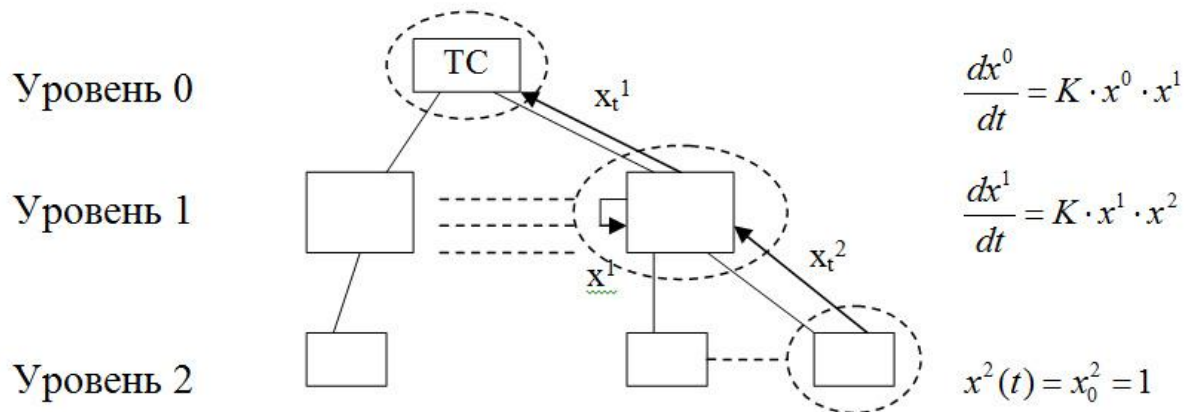 ТС
Уровень 0
x_t^1
dx^0/dt = K · x^0 · x^1
Уровень 1
dx^1/dt = K · x^1 · x^2
x^1
x_t^2
Уровень 2
x^2(t) = x_0^2 = 1